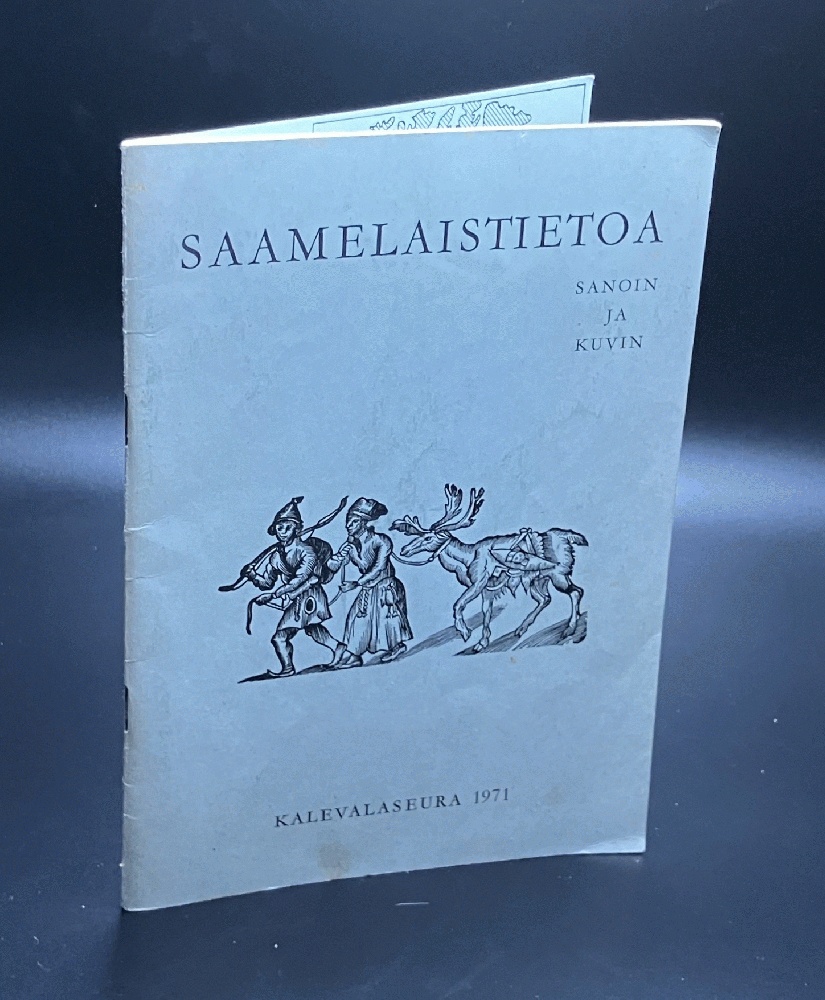 SAAMELAISTIETOA
SANOIN
JA
KUVIN
KALEVALASEURA 1971